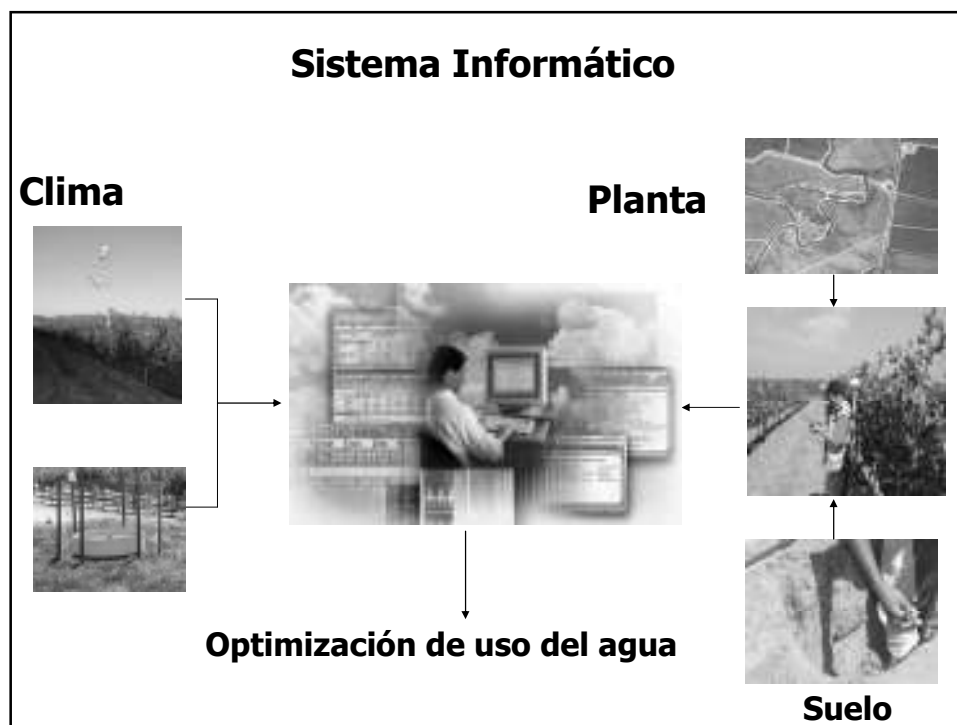 Sistema Informático
Clima
Planta
Optimización de uso del agua
Suelo